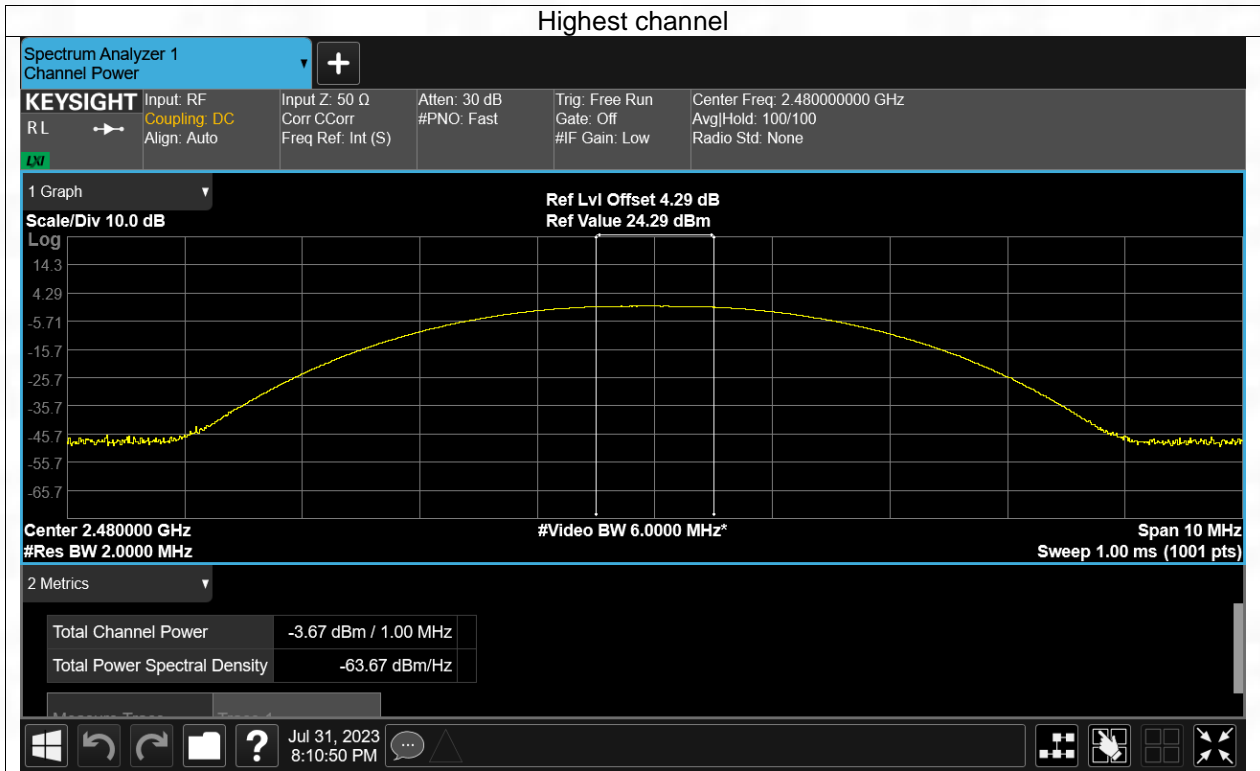 Highest channel
Spectrum Analyzer 1
Channel Power
KEYSIGHT
R L
LXI
Input: RF
Coupling: DC
Align: Auto
Input Z: 50 Ω
Corr CCorr
Freq Ref: Int (S)
Atten: 30 dB
#PNO: Fast
Trig: Free Run
Gate: Off
#IF Gain: Low
Center Freq: 2.480000000 GHz
Avg|Hold: 100/100
Radio Std: None
1 Graph
Scale/Div 10.0 dB
Ref Lvl Offset 4.29 dB
Ref Value 24.29 dBm
Log
14.3
4.29
-5.71
-15.7
-25.7
-35.7
-45.7
-55.7
-65.7
Center 2.480000 GHz
#Res BW 2.0000 MHz
#Video BW 6.0000 MHz*
Span 10 MHz
Sweep 1.00 ms (1001 pts)
2 Metrics
Total Channel Power -3.67 dBm / 1.00 MHz
Total Power Spectral Density -63.67 dBm/Hz
Jul 31, 2023
8:10:50 PM